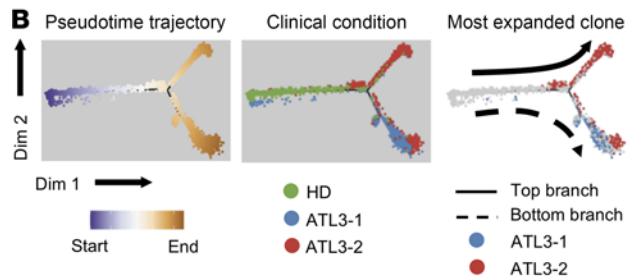 B
Pseudotime trajectory
Clinical condition
Most expanded clone
Dim 2
Dim 1
Start
End
HD
ATL3-1
ATL3-2
Top branch
Bottom branch
ATL3-1
ATL3-2